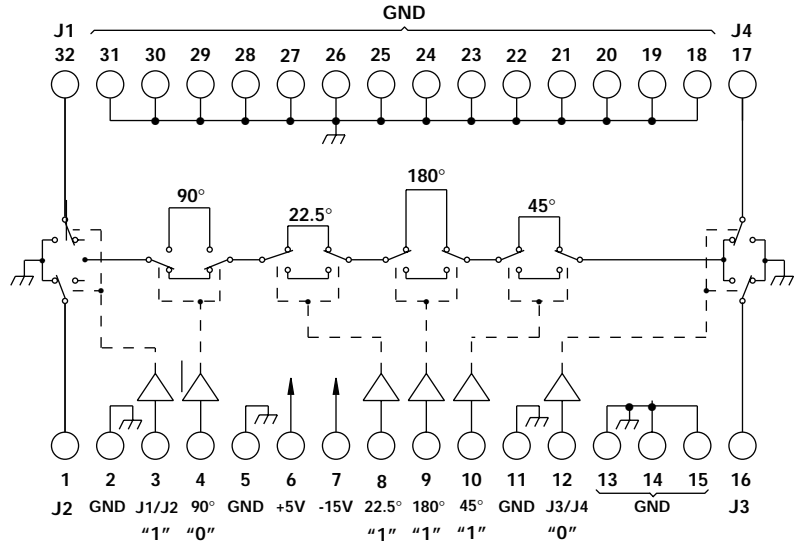 GND
J1 J4
32 31 30 29 28 27 26 25 24 23 22 21 20 19 18 17
180°
90° 22.5° 45°
1 2 3 4 5 6 7 8 9 10 11 12 13 14 15 16
J2 GND J1/J2 90° GND +5V -15V 22.5° 180° 45° GND J3/J4 GND J3
“1” “0” “1” “1” “1” “0”